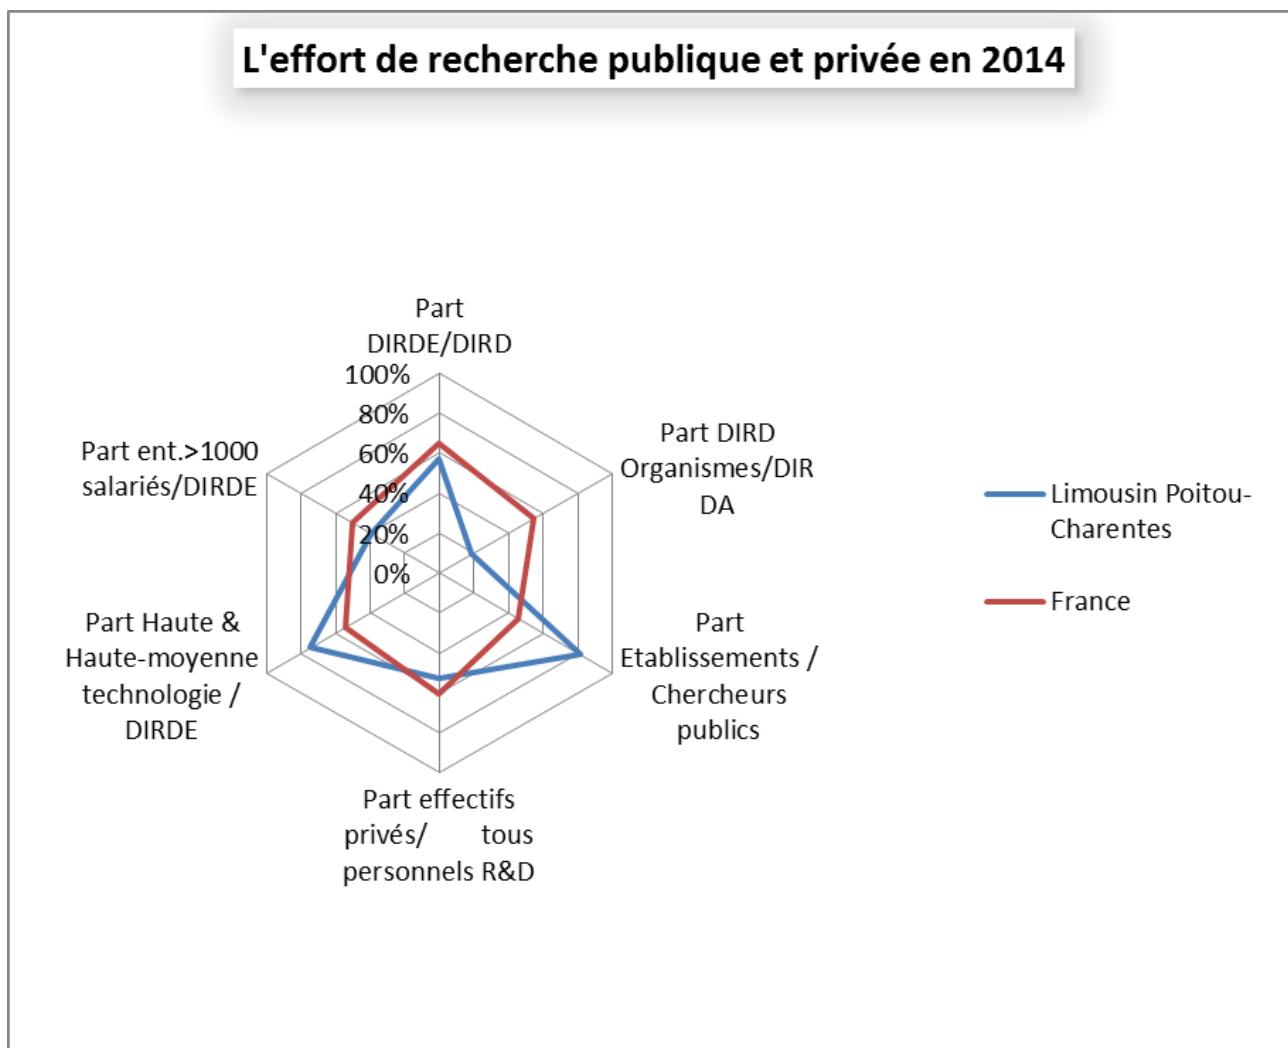 L'effort de recherche publique et privée en 2014
Part
DIRDE/DIRD
100%
80%
60%
40%
20%
0%
Part DIRD
Organismes/DIR
DA
Part
Etablissements /
Chercheurs
publics
Part effectifs
privés/ tous
personnels R&D
Part Haute &
Haute-moyenne
technologie /
DIRDE
Part ent.>1000
salariés/DIRDE
Limousin Poitou-
Charentes
France